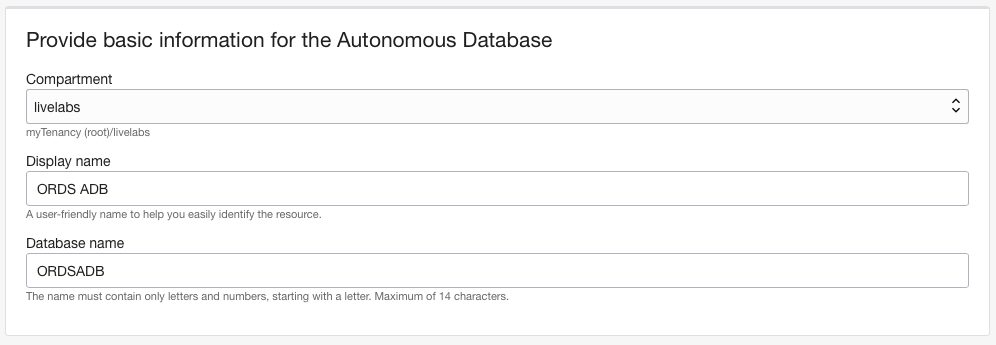 Provide basic information for the Autonomous Database
Compartment
livelabs
myTenancy (root)/livelabs
Display name
ORDS ADB
A user-friendly name to help you easily identify the resource.
Database name
ORDSADB
The name must contain only letters and numbers, starting with a letter. Maximum of 14 characters.